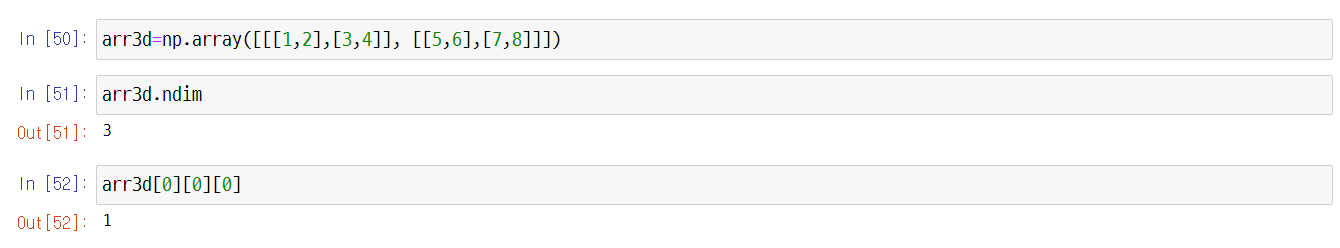 In [50]: arr3d=np.array([[[1,2],[3,4]], [[5,6],[7,8]]])
In [51]: arr3d.ndim
Out[51]: 3
In [52]: arr3d[0][0][0]
Out[52]: 1